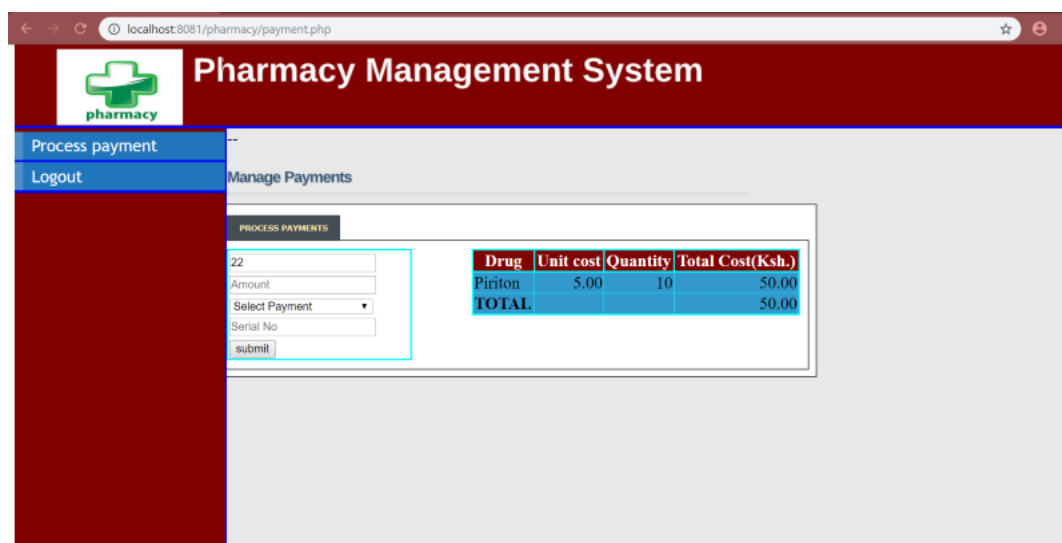 localhost:8081/pharmacy/payment.php
Pharmacy Management System
pharmacy
Process payment
Logout
--
Manage Payments
PROCESS PAYMENTS
22
Amount
Select Payment
Serial No
submit
Drug Unit cost Quantity Total Cost(Ksh.)
Piriton 5.00 10 50.00
TOTAL 50.00